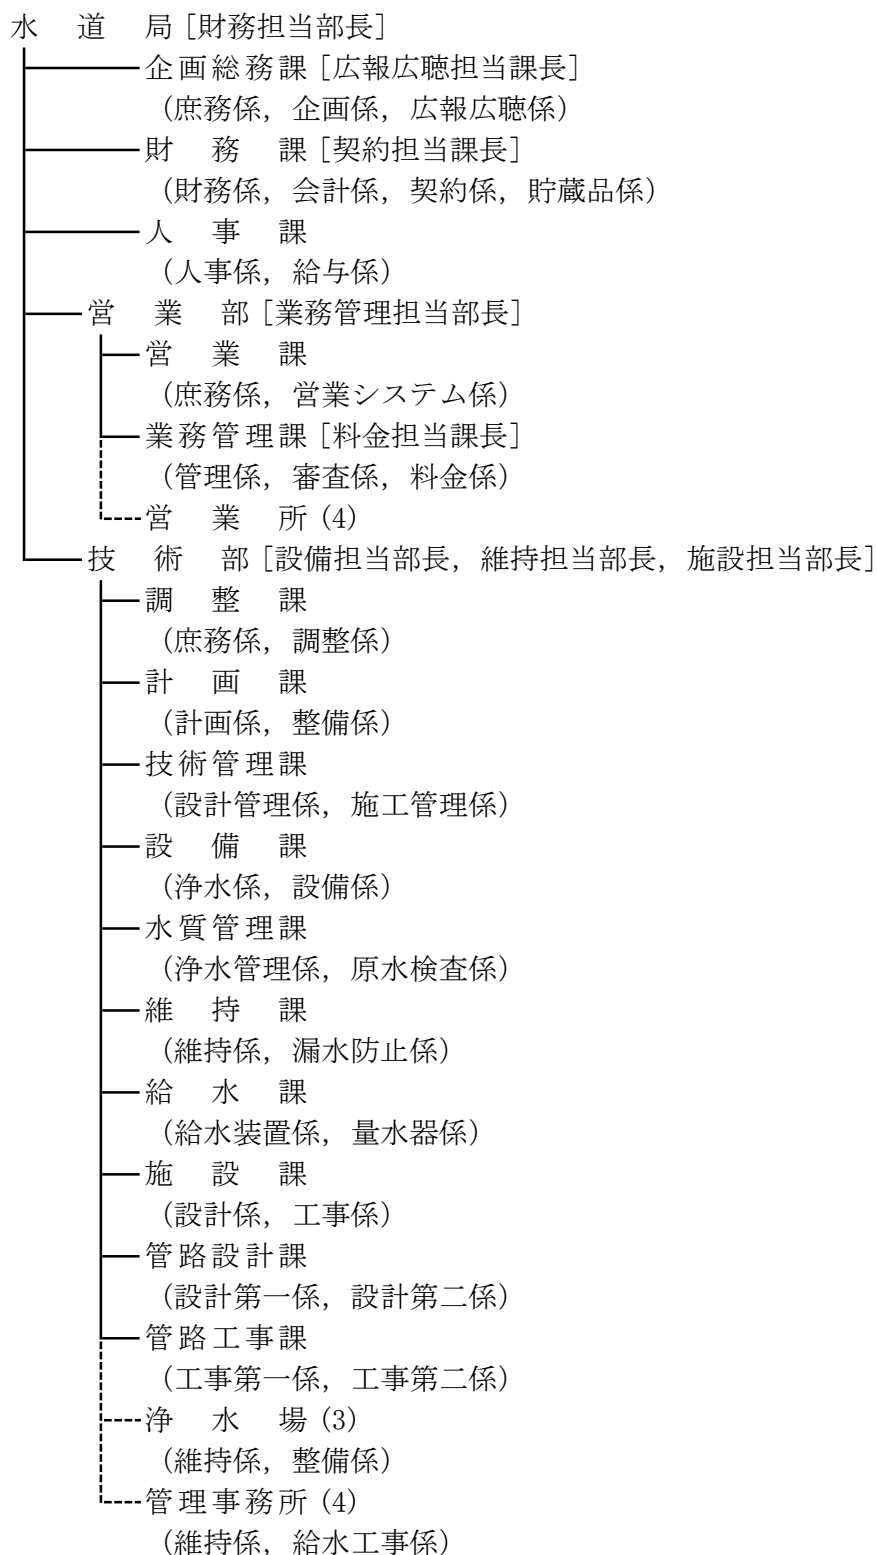 水道局[財務担当部長]
企画総務課[広報広聴担当課長]
(庶務係, 企画係, 広報広聴係)
財務課[契約担当課長]
(財務係, 会計係, 契約係, 貯蔵品係)
人事課
(人事係, 給与係)
営業部[業務管理担当部長]
営業課
(庶務係, 営業システム係)
業務管理課[料金担当課長]
(管理係, 審査係, 料金係)
営業所(4)
技術部[設備担当部長, 維持担当部長, 施設担当部長]
調整課
(庶務係, 調整係)
計画課
(計画係, 整備係)
技術管理課
(設計管理係, 施工管理係)
設備課
(浄水係, 設備係)
水質管理課
(浄水管理係, 原水検査係)
維持課
(維持係, 漏水防止係)
給水課
(給水装置係, 量水器係)
施設課
(設計係, 工事係)
管路設計課
(設計第一係, 設計第二係)
管路工事課
(工事第一係, 工事第二係)
浄水場(3)
(維持係, 整備係)
管理事務所(4)
(維持係, 給水工事係)